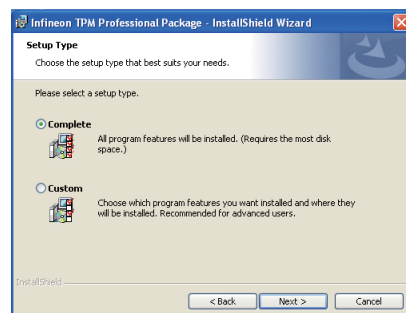 Infineon TPM Professional Package - InstallShield Wizard
Setup Type
Choose the setup type that best suits your needs.
Please select a setup type.
Complete
All program features will be installed. (Requires the most disk
space.)
Custom
Choose which program features you want installed and where they
will be installed. Recommended for advanced users.
InstallShield
< Back Next > Cancel